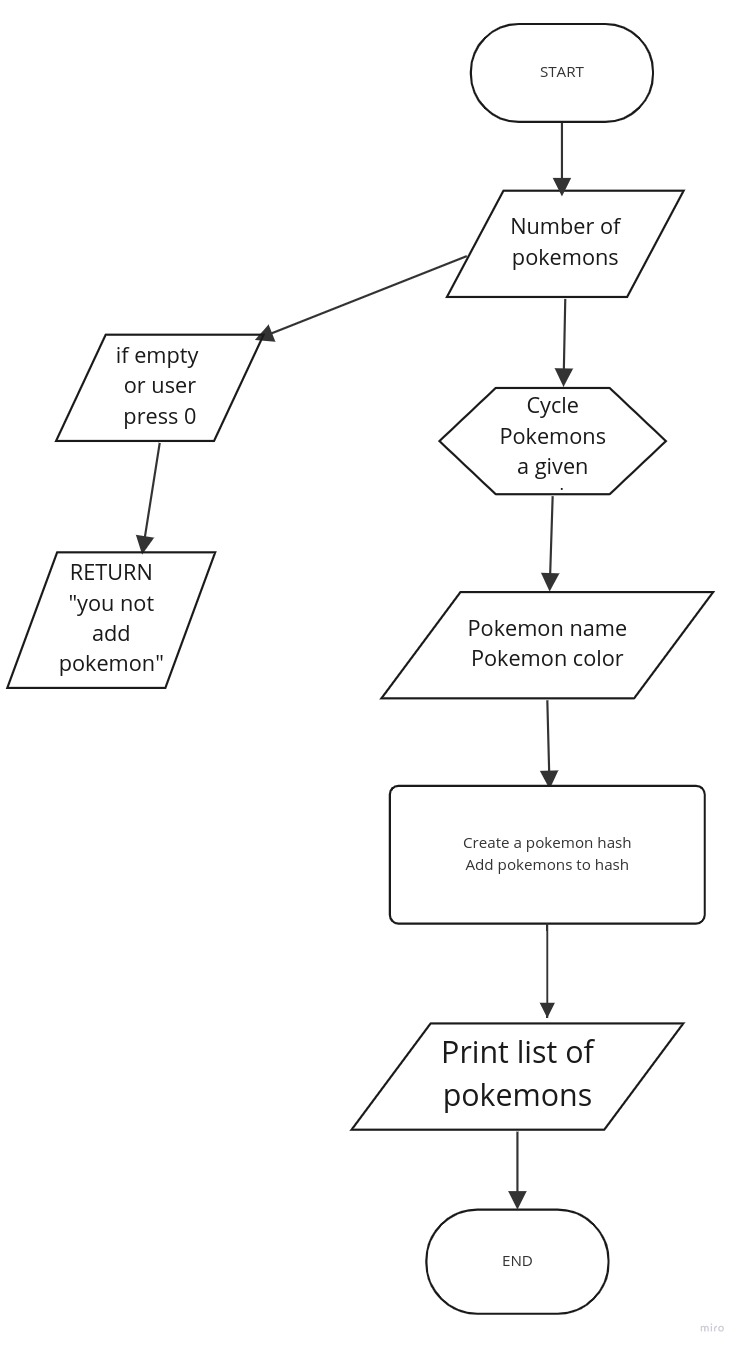 START
Number of
pokemons
if empty
or user
press 0
Cycle
Pokemons
a given
RETURN
"you not
add
pokemon"
Pokemon name
Pokemon color
Create a pokemon hash
Add pokemons to hash
Print list of
pokemons
END
miro